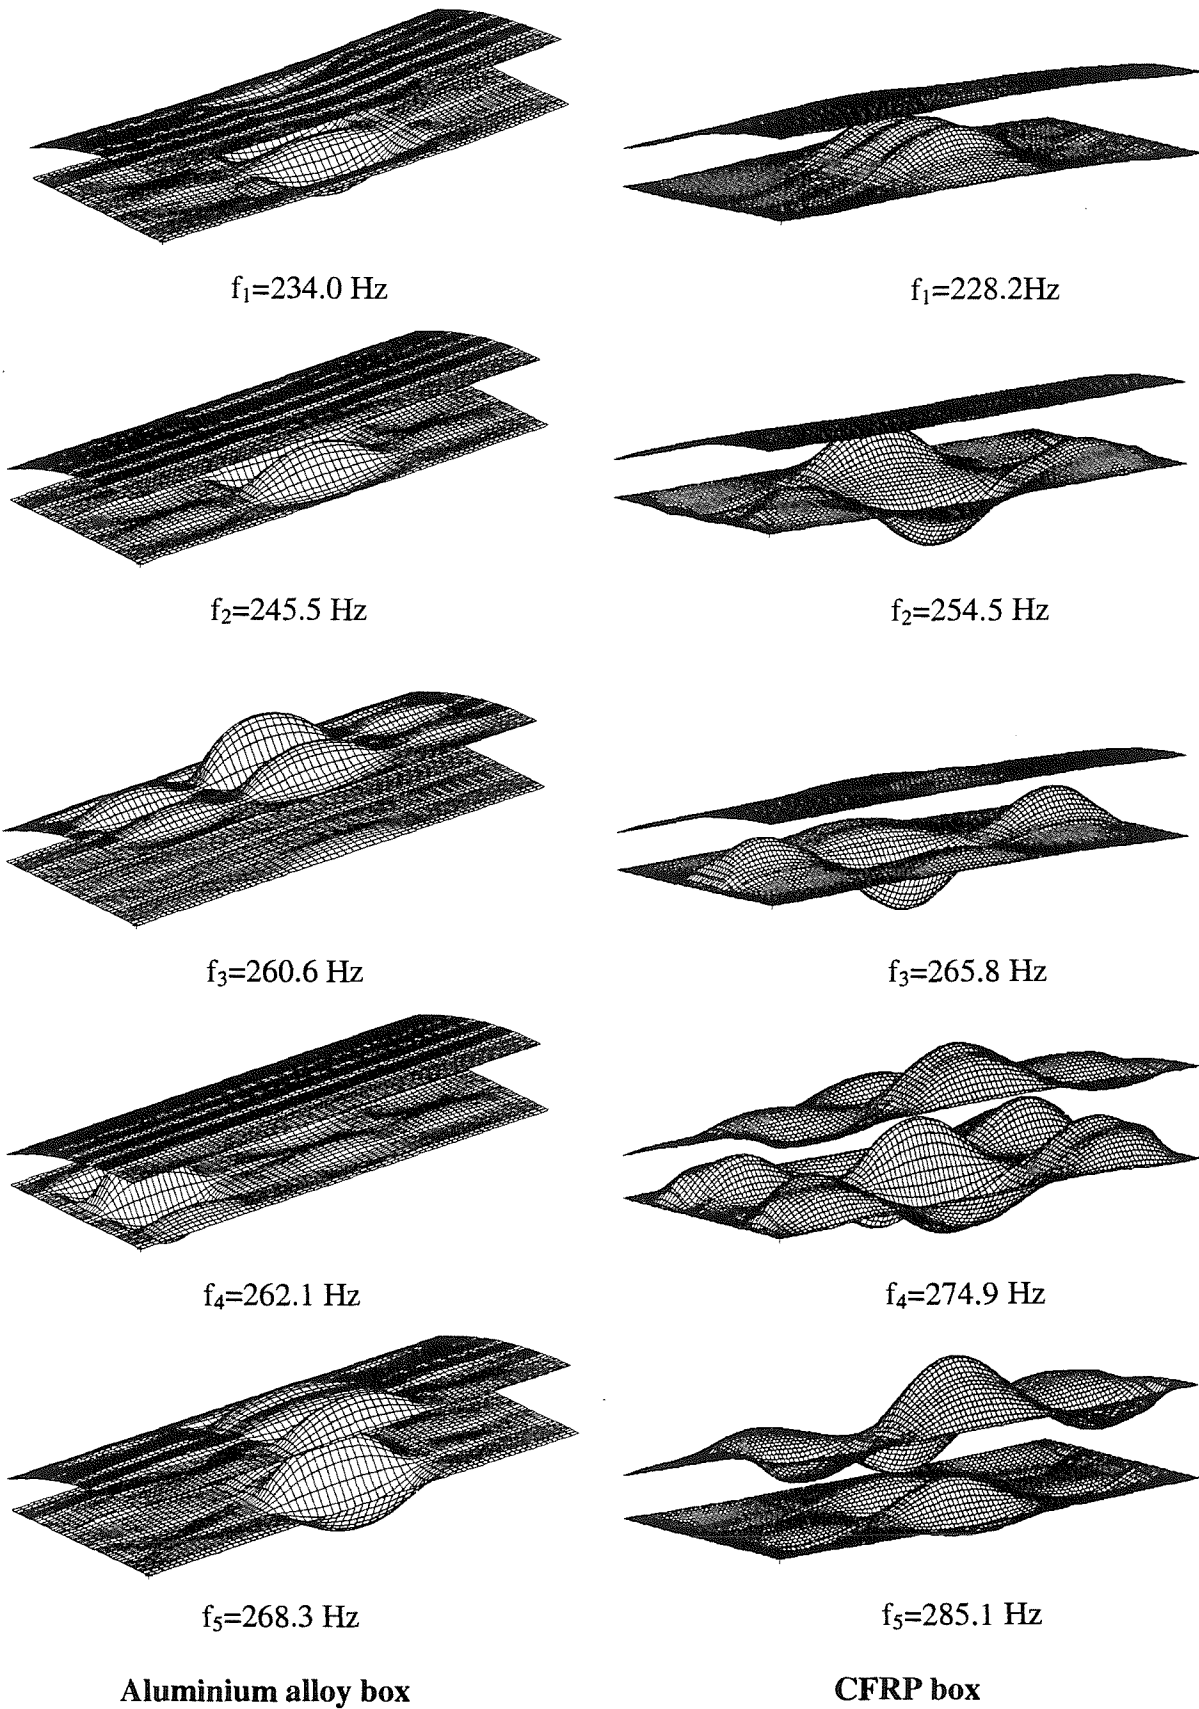 f₁=234.0 Hz
f₁=228.2Hz
f₂=245.5 Hz
f₂=254.5 Hz
f₃=260.6 Hz
f₃=265.8 Hz
f₄=262.1 Hz
f₄=274.9 Hz
f₅=268.3 Hz
f₅=285.1 Hz
Aluminium alloy box
CFRP box